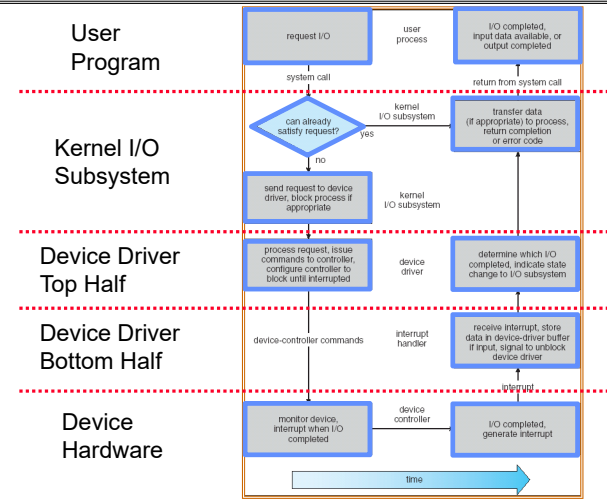 User
Program
request I/O
user
process
I/O completed,
input data available, or
output completed
system call
return from system call
Kernel I/O
Subsystem
can already
satisfy request?
yes
no
kernel
I/O subsystem
transfer data
(if appropriate) to process,
return completion
or error code
send request to device
driver, block process if
appropriate
kernel
I/O subsystem
Device Driver
Top Half
process request, issue
commands to controller,
configure controller to
block until interrupted
device
driver
determine which I/O
completed, indicate state
change to I/O subsystem
Device Driver
Bottom Half
device-controller commands
interrupt
handler
receive interrupt, store
data in device-driver buffer
if input, signal to unblock
device driver
interrupt
Device
Hardware
monitor device,
interrupt when I/O
completed
device
controller
I/O completed,
generate interrupt
time